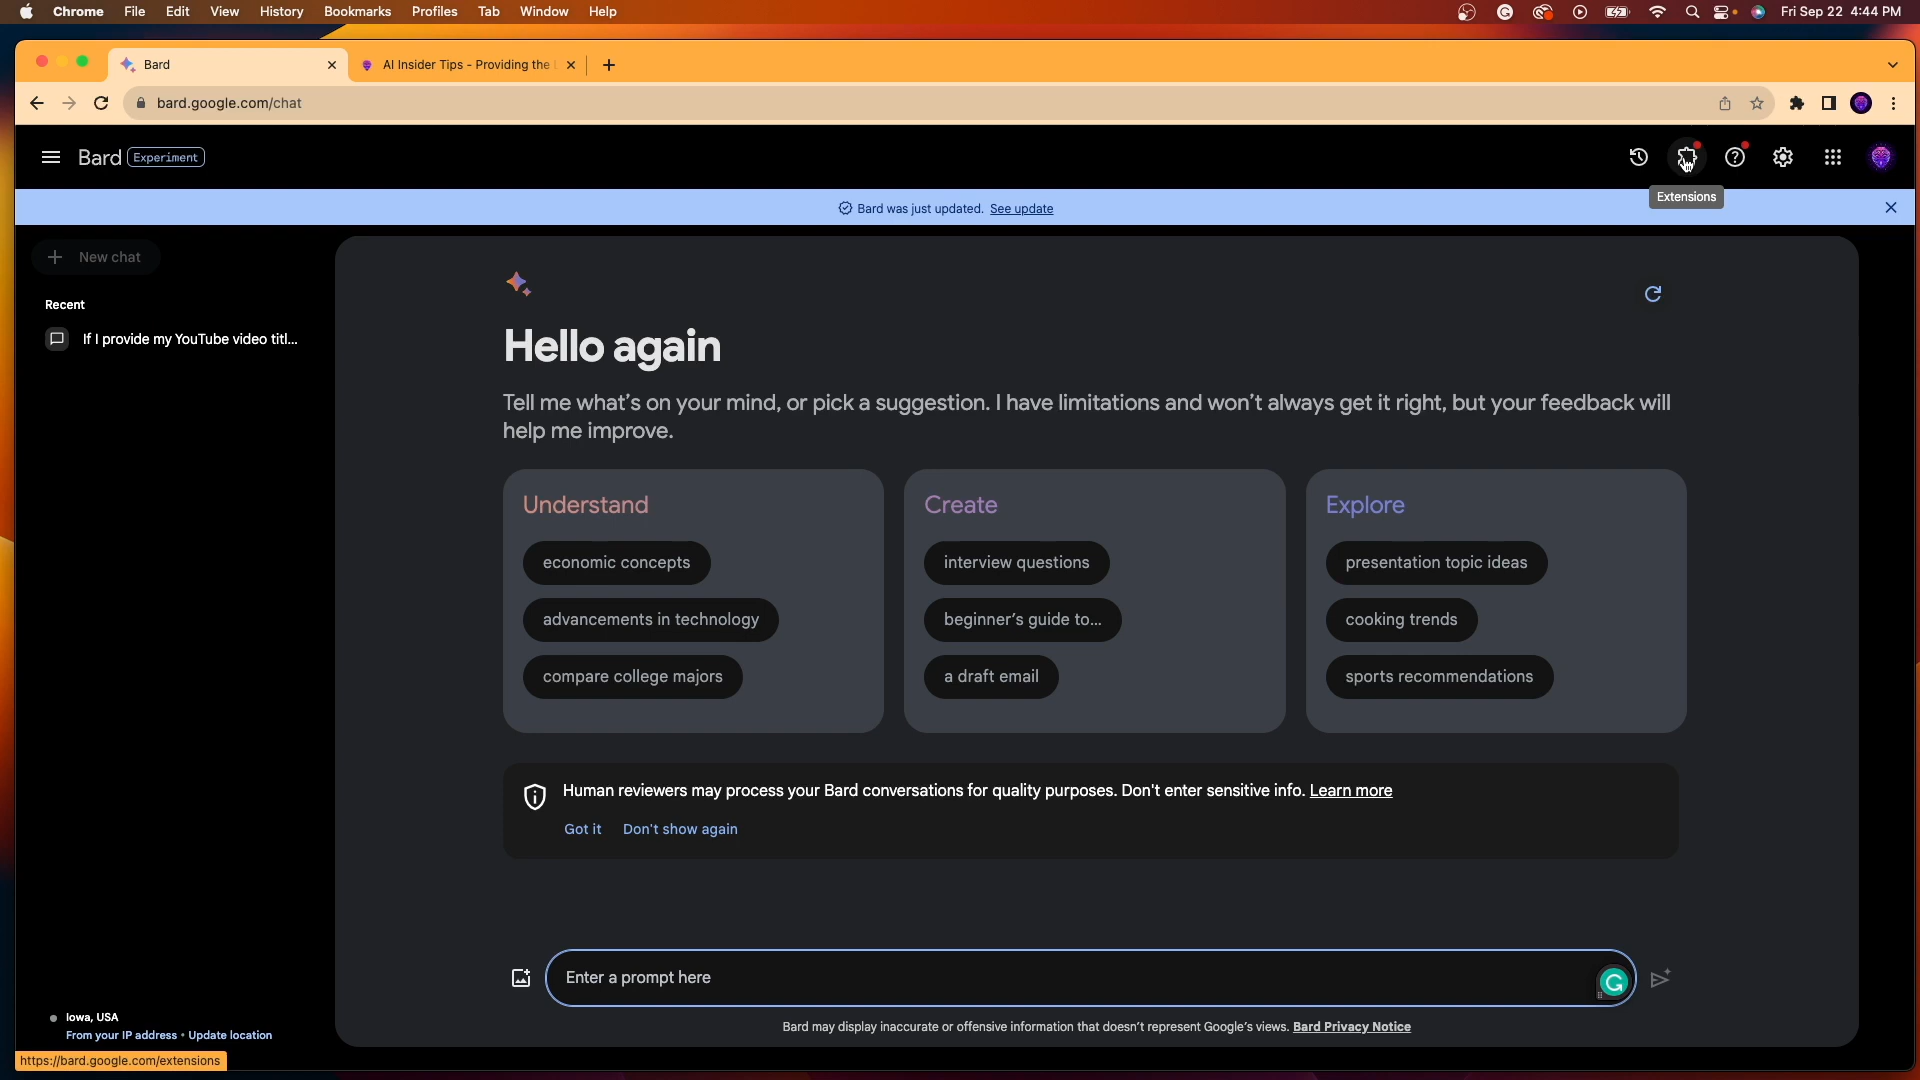 Chrome File Edit View History Bookmarks Profiles Tab Window Help Fri Sep 22 4:44 PM
Bard AI Insider Tips - Providing the
bard.google.com/chat
Bard Experiment
Extensions
Bard was just updated. See update
New chat
Recent
If I provide my YouTube video titl...
Hello again
Tell me what's on your mind, or pick a suggestion. I have limitations and won't always get it right, but your feedback will
help me improve.
Understand
economic concepts
advancements in technology
compare college majors
Create
interview questions
beginner's guide to...
a draft email
Explore
presentation topic ideas
cooking trends
sports recommendations
Human reviewers may process your Bard conversations for quality purposes. Don't enter sensitive info. Learn more
Got it Don't show again
Enter a prompt here
Bard may display inaccurate or offensive information that doesn't represent Google's views. Bard Privacy Notice
Iowa, USA
From your IP address • Update location
https://bard.google.com/extensions